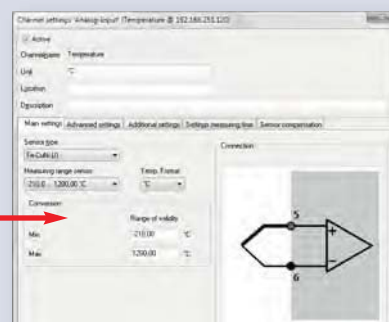 Channel settings 'Analog-Input' (Temperature @ 192.168.251.120)
Active
Channelname Temperature
Unit °C
Location
Description
Main settings Advanced settings Additional settings Settings measuring line Sensor compensation
Sensor type
Connection
Fe-CuNi (J)
Measuring range sensor Temp. Format
-210.0 ... 1200.00 °C °C
Conversion
Range of validity
Min -210.00 °C
Max 1200.00 °C
5
6